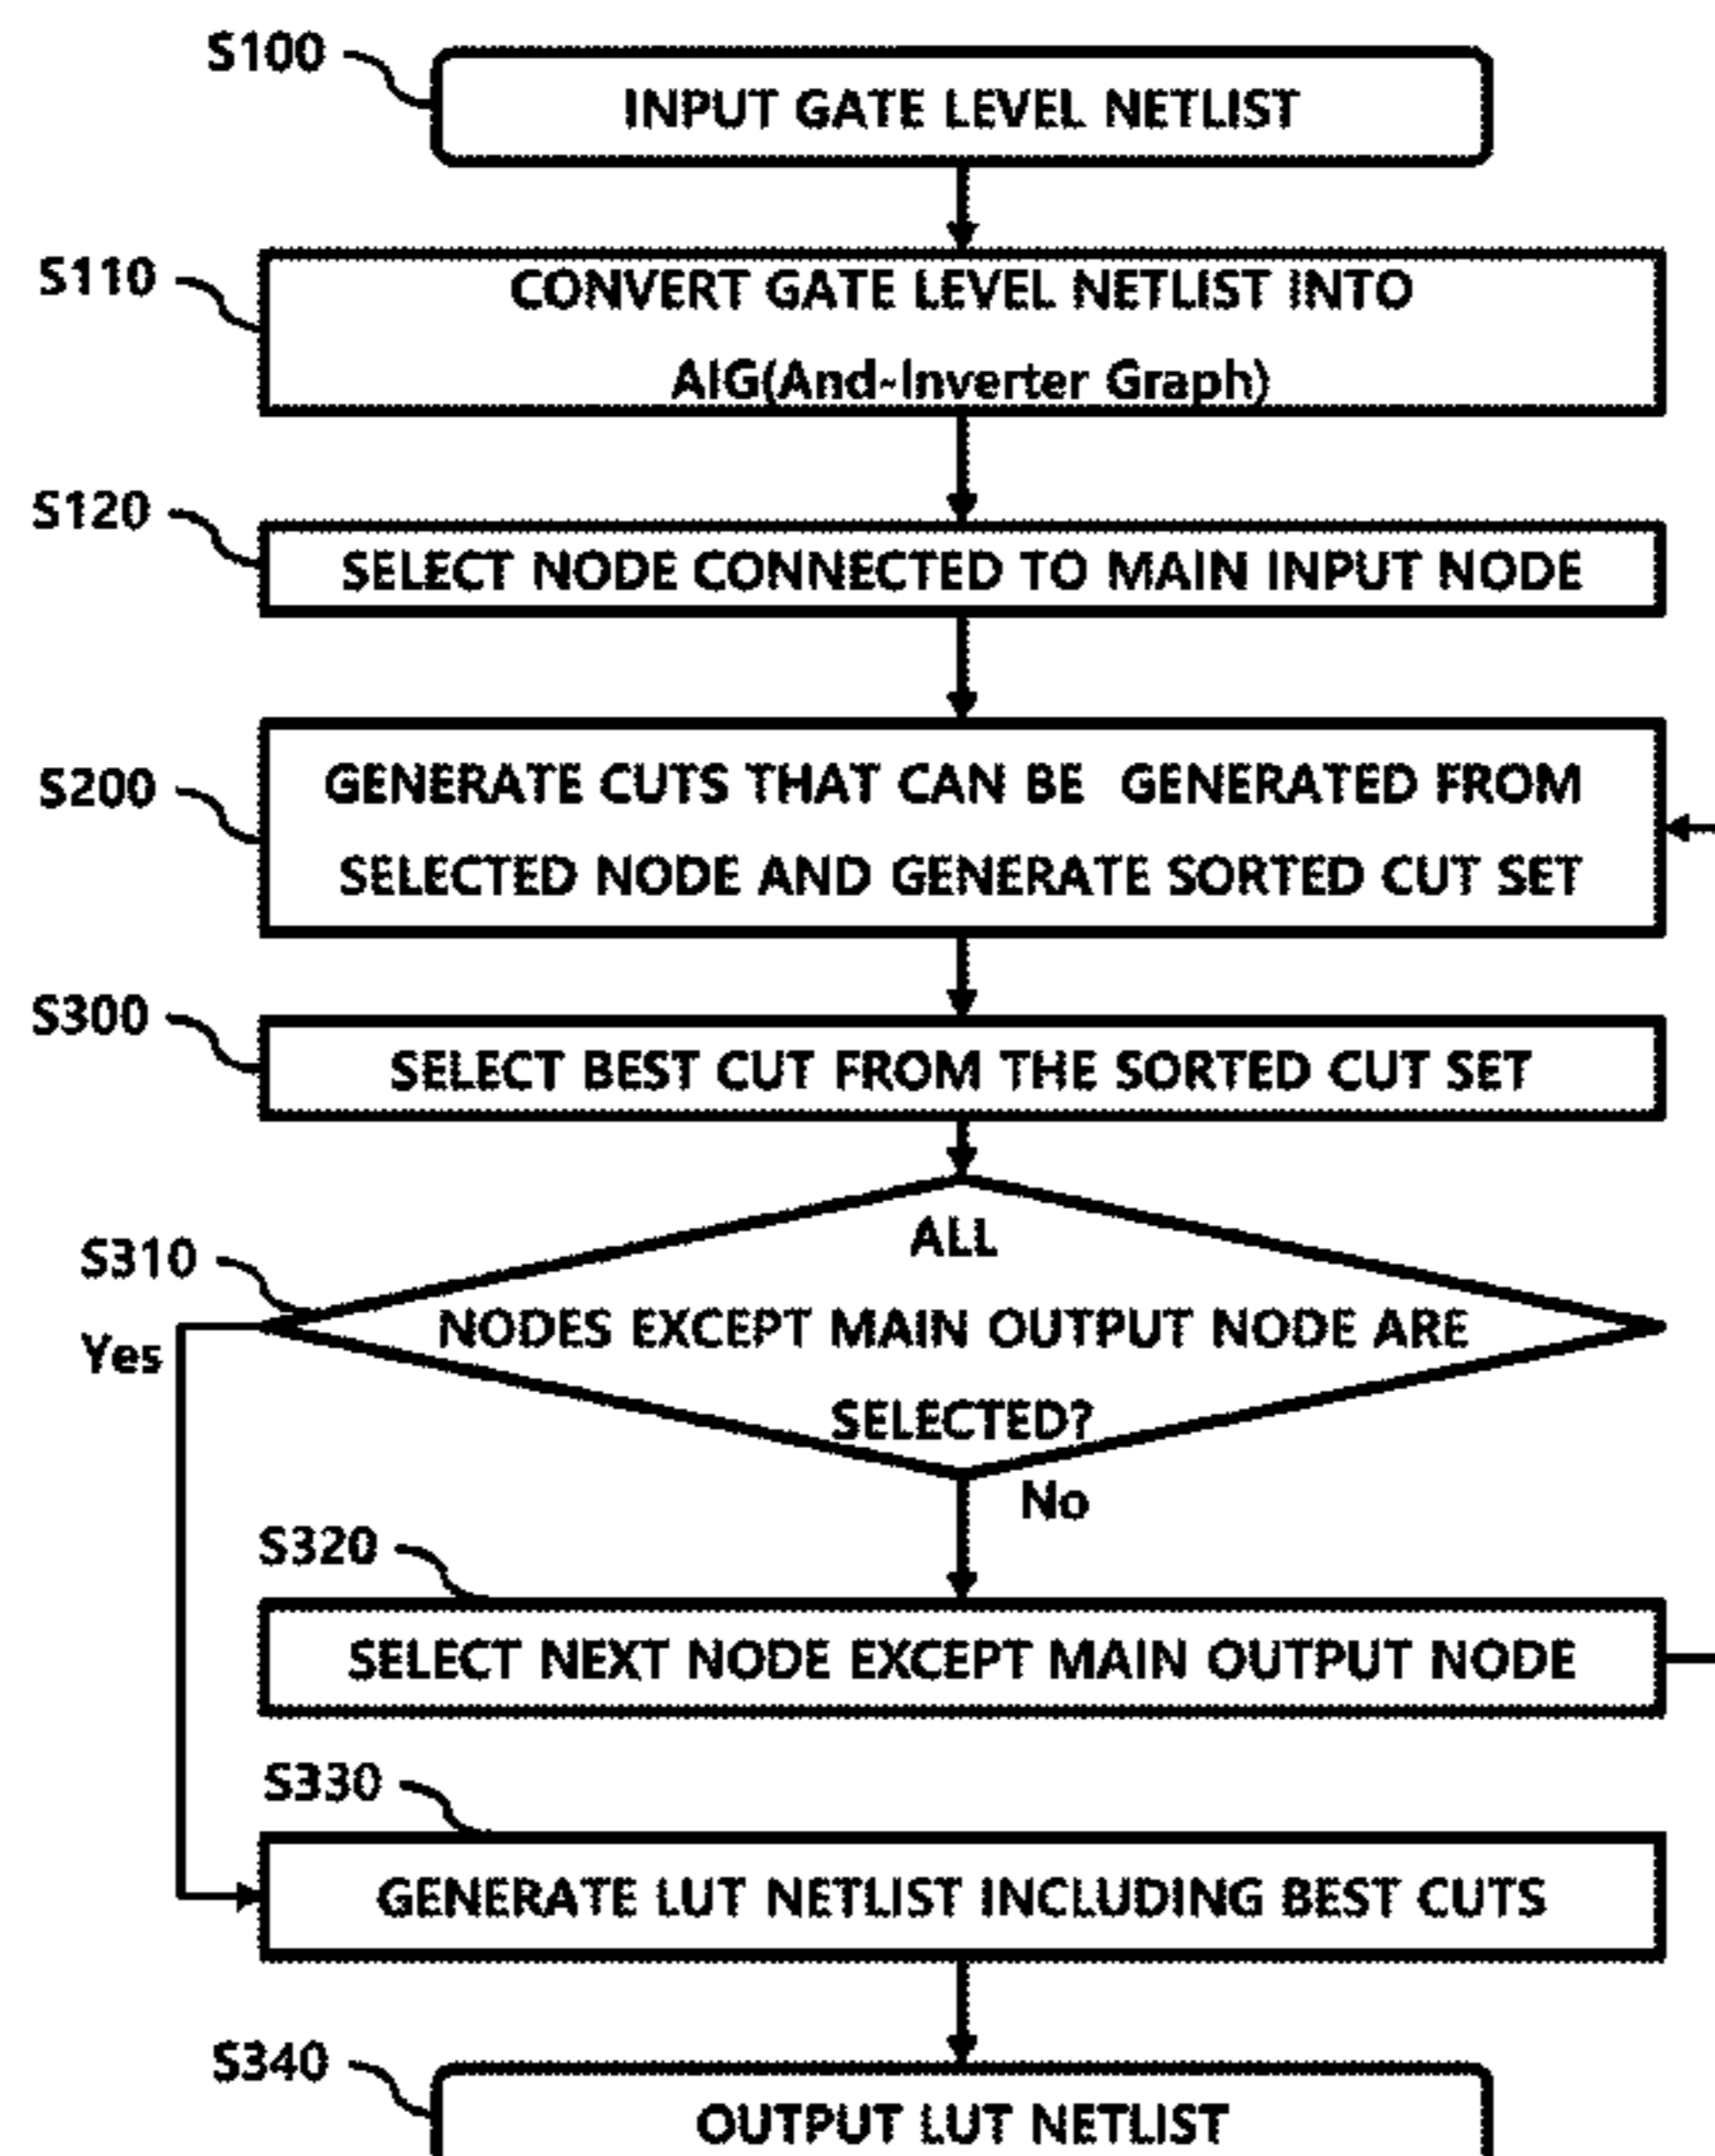 S100
INPUT GATE LEVEL NETLIST
S110
CONVERT GATE LEVEL NETLIST INTO
AIG(And-Inverter Graph)
S120
SELECT NODE CONNECTED TO MAIN INPUT NODE
S200
GENERATE CUTS THAT CAN BE GENERATED FROM
SELECTED NODE AND GENERATE SORTED CUT SET
S300
SELECT BEST CUT FROM THE SORTED CUT SET
S310
ALL
NODES EXCEPT MAIN OUTPUT NODE ARE
SELECTED?
Yes
No
S320
SELECT NEXT NODE EXCEPT MAIN OUTPUT NODE
S330
GENERATE LUT NETLIST INCLUDING BEST CUTS
S340
OUTPUT LUT NETLIST